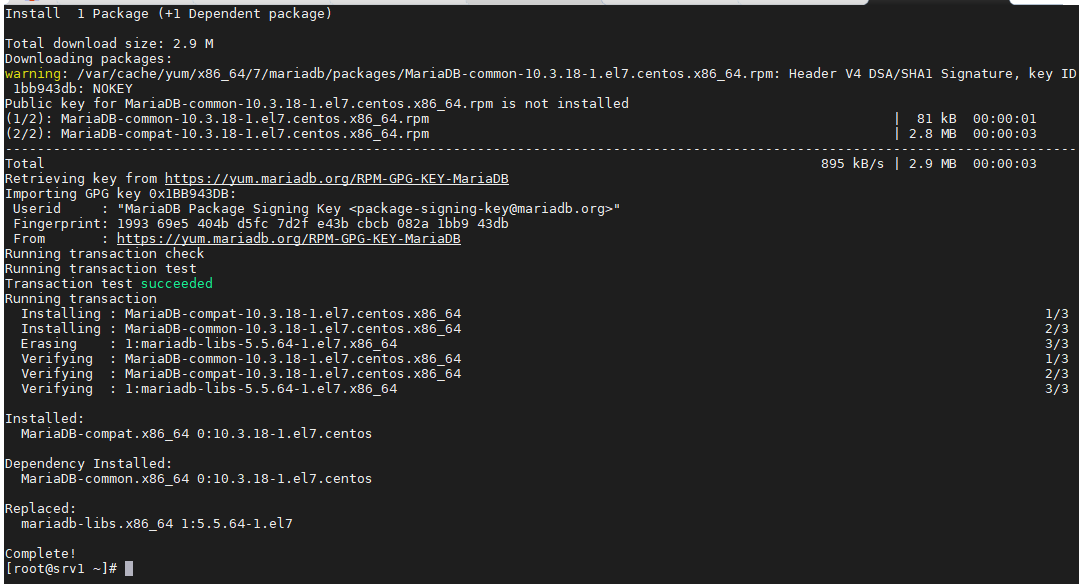 Install  1 Package (+1 Dependent package)
Total download size: 2.9 M
Downloading packages:
warning: /var/cache/yum/x86_64/7/mariadb/packages/MariaDB-common-10.3.18-1.el7.centos.x86_64.rpm: Header V4 DSA/SHA1 Signature, key ID
 1bb943db: NOKEY
Public key for MariaDB-common-10.3.18-1.el7.centos.x86_64.rpm is not installed
(1/2): MariaDB-common-10.3.18-1.el7.centos.x86_64.rpm | 81 kB 00:00:01
(2/2): MariaDB-compat-10.3.18-1.el7.centos.x86_64.rpm | 2.8 MB 00:00:03
--------------------------------------------------------------------------------------------------------------------------------------
Total 895 kB/s | 2.9 MB 00:00:03
Retrieving key from https://yum.mariadb.org/RPM-GPG-KEY-MariaDB
Importing GPG key 0x1BB943DB:
 Userid     : "MariaDB Package Signing Key <package-signing-key@mariadb.org>"
 Fingerprint: 1993 69e5 404b d5fc 7d2f e43b cbcb 082a 1bb9 43db
 From       : https://yum.mariadb.org/RPM-GPG-KEY-MariaDB
Running transaction check
Running transaction test
Transaction test succeeded
Running transaction
  Installing : MariaDB-compat-10.3.18-1.el7.centos.x86_64 1/3
  Installing : MariaDB-common-10.3.18-1.el7.centos.x86_64 2/3
  Erasing    : 1:mariadb-libs-5.5.64-1.el7.x86_64 3/3
  Verifying  : MariaDB-common-10.3.18-1.el7.centos.x86_64 1/3
  Verifying  : MariaDB-compat-10.3.18-1.el7.centos.x86_64 2/3
  Verifying  : 1:mariadb-libs-5.5.64-1.el7.x86_64 3/3
Installed:
  MariaDB-compat.x86_64 0:10.3.18-1.el7.centos
Dependency Installed:
  MariaDB-common.x86_64 0:10.3.18-1.el7.centos
Replaced:
  mariadb-libs.x86_64 1:5.5.64-1.el7
Complete!
[root@srv1 ~]#